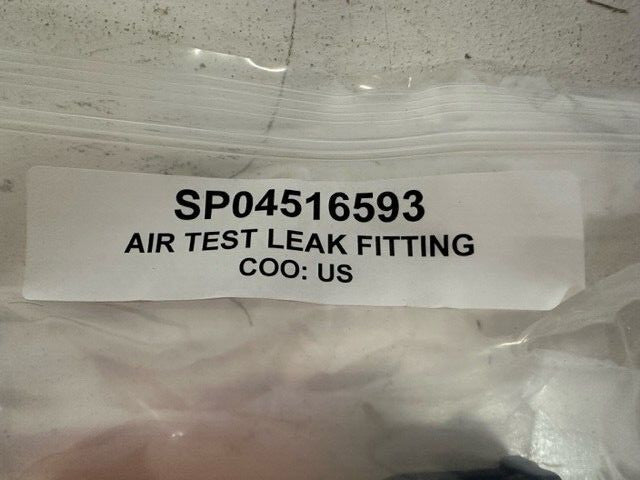 SP04516593
AIR TEST LEAK FITTING
COO: US